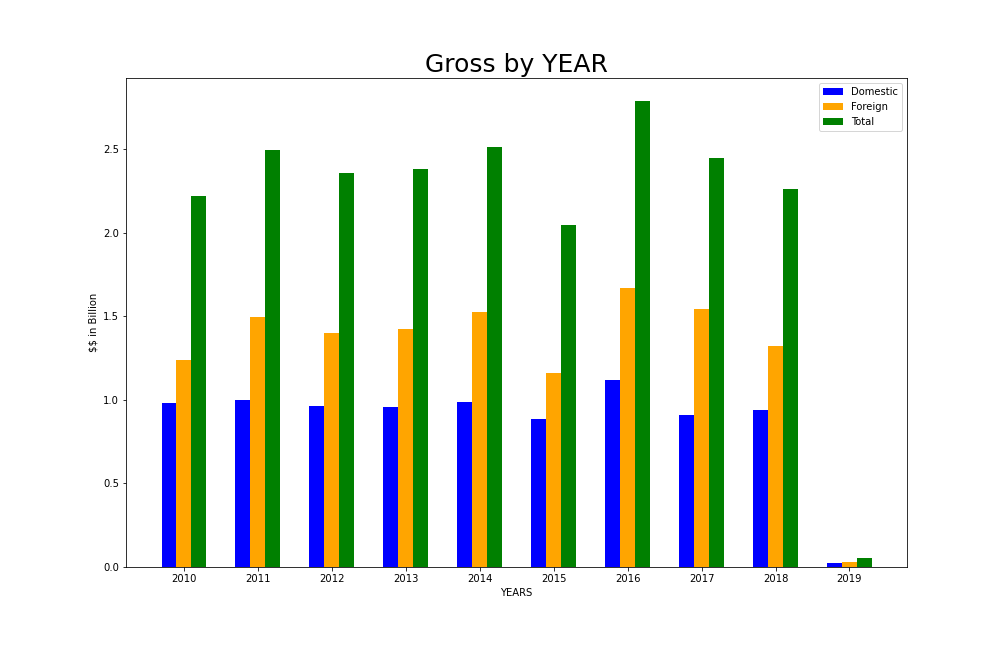 Gross by YEAR
Domestic
Foreign
Total
2.5
2.0
1.5
1.0
0.5
0.0
$$ in Billion
2010 2011 2012 2013 2014 2015 2016 2017 2018 2019
YEARS